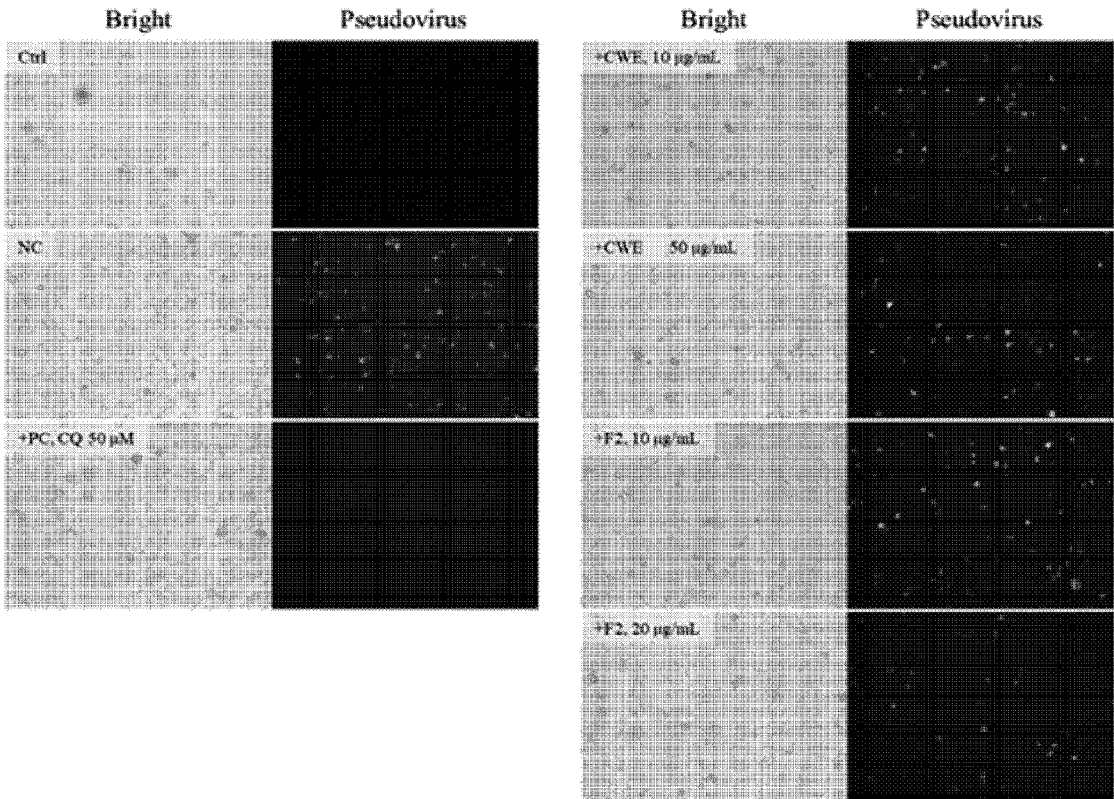 Bright Pseudovirus
Ctrl
NC
+PC, CQ 50 µM
Bright Pseudovirus
+CWE, 10 µg/mL
+CWE 50 µg/mL
+F2, 10 µg/mL
+F2, 20 µg/mL